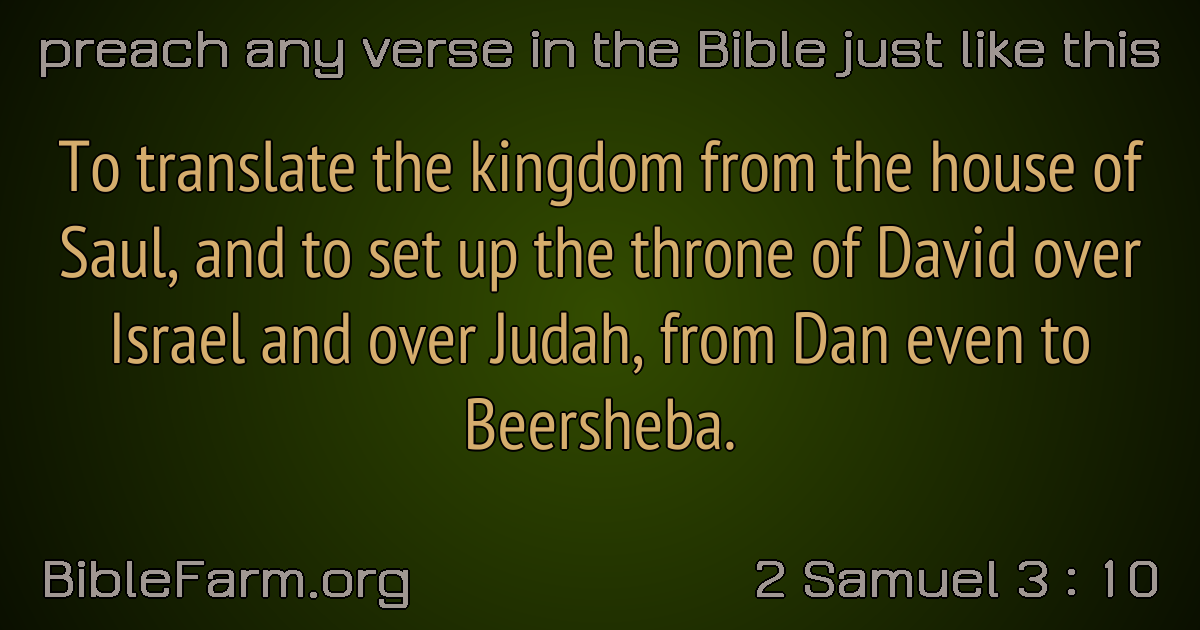 preach any verse in the Bible just like this
To translate the kingdom from the house of
Saul, and to set up the throne of David over
Israel and over Judah, from Dan even to
Beersheba.
BibleFarm.org
2 Samuel 3 : 10